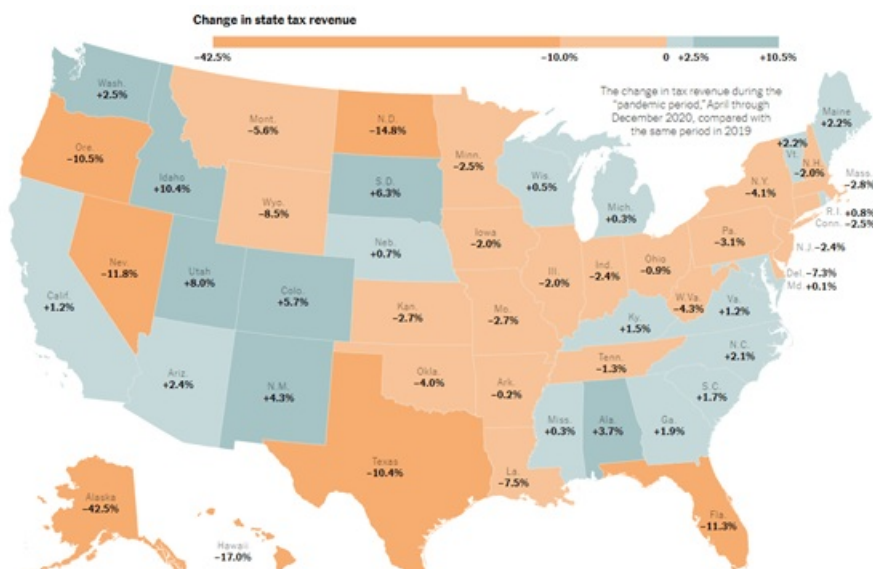 Change in state tax revenue
−42.5%
−10.0%
0
+2.5%
+10.5%
The change in tax revenue during the
“pandemic period,” April through
December 2020, compared with
the same period in 2019
Wash.
+2.5%
Mont.
−5.6%
N.D.
−14.8%
Minn.
−2.5%
Maine
+2.2%
+2.2%
Vt.
N.H.
−2.0%
Ore.
−10.5%
Idaho
+10.4%
S.D.
+6.3%
Wis.
+0.5%
Mich.
+0.3%
N.Y.
−4.1%
Mass.
−2.8%
R.I. +0.8%
Conn. −2.5%
Wyo.
−8.5%
Iowa
−2.0%
Neb.
+0.7%
Pa.
−3.1%
N.J. −2.4%
Nev.
−11.8%
Utah
+8.0%
Colo.
+5.7%
Ill.
−2.0%
Ind.
−2.4%
Ohio
−0.9%
Del. −7.3%
Md. +0.1%
Calif.
+1.2%
Kan.
−2.7%
Mo.
−2.7%
W.Va.
−4.3%
Va.
+1.2%
Ky.
+1.5%
N.C.
+2.1%
Ariz.
+2.4%
N.M.
+4.3%
Okla.
−4.0%
Ark.
−0.2%
Tenn.
−1.3%
S.C.
+1.7%
Miss.
+0.3%
Ala.
+3.7%
Ga.
+1.9%
Texas
−10.4%
La.
−7.5%
Alaska
−42.5%
Hawaii
−17.0%
Fla.
−11.3%